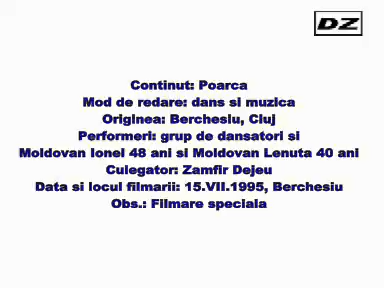 DZ
Continut: Poarca
Mod de redare: dans si muzica
Originea: Berchesiu, Cluj
Performeri: grup de dansatori si
Moldovan Ionel 48 ani si Moldovan Lenuta 40 ani
Culegator: Zamfir Dejeu
Data si locul filmarii: 15.VII.1995, Berchesiu
Obs.: Filmare speciala